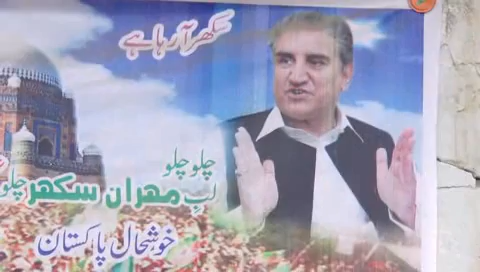 سکھر آرہا ہے
چلو چلو
لبِ مہران سکھر چلو
خوشحال پاکستان